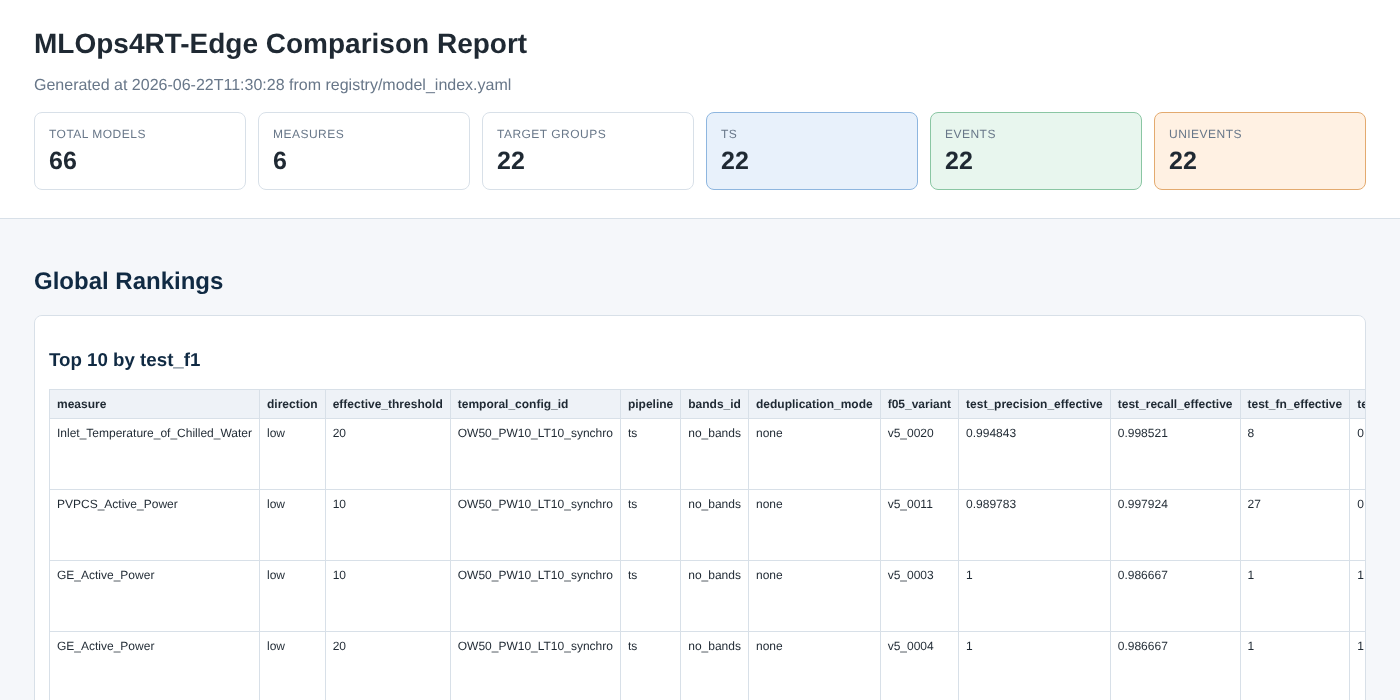 MLOps4RT-Edge Comparison Report
Generated at 2026-06-22T11:30:28 from registry/model_index.yaml
TOTAL MODELS MEASURES TARGET GROUPS TS EVENTS UNIEVENTS
66 6 22 22 22 22
Global Rankings
Top 10 by test_f1
measure direction effective_threshold temporal_config_id pipeline bands_id deduplication_mode f05_variant test_precision_effective test_recall_effective test_fn_effective
Inlet_Temperature_of_Chilled_Water low 20 OW50_PW10_LT10_synchro ts no_bands none v5_0020 0.994843 0.998521 8 0
PVPCS_Active_Power low 10 OW50_PW10_LT10_synchro ts no_bands none v5_0011 0.989783 0.997924 27 0
GE_Active_Power low 10 OW50_PW10_LT10_synchro ts no_bands none v5_0003 1 0.986667 1 1
GE_Active_Power low 20 OW50_PW10_LT10_synchro ts no_bands none v5_0004 1 0.986667 1 1